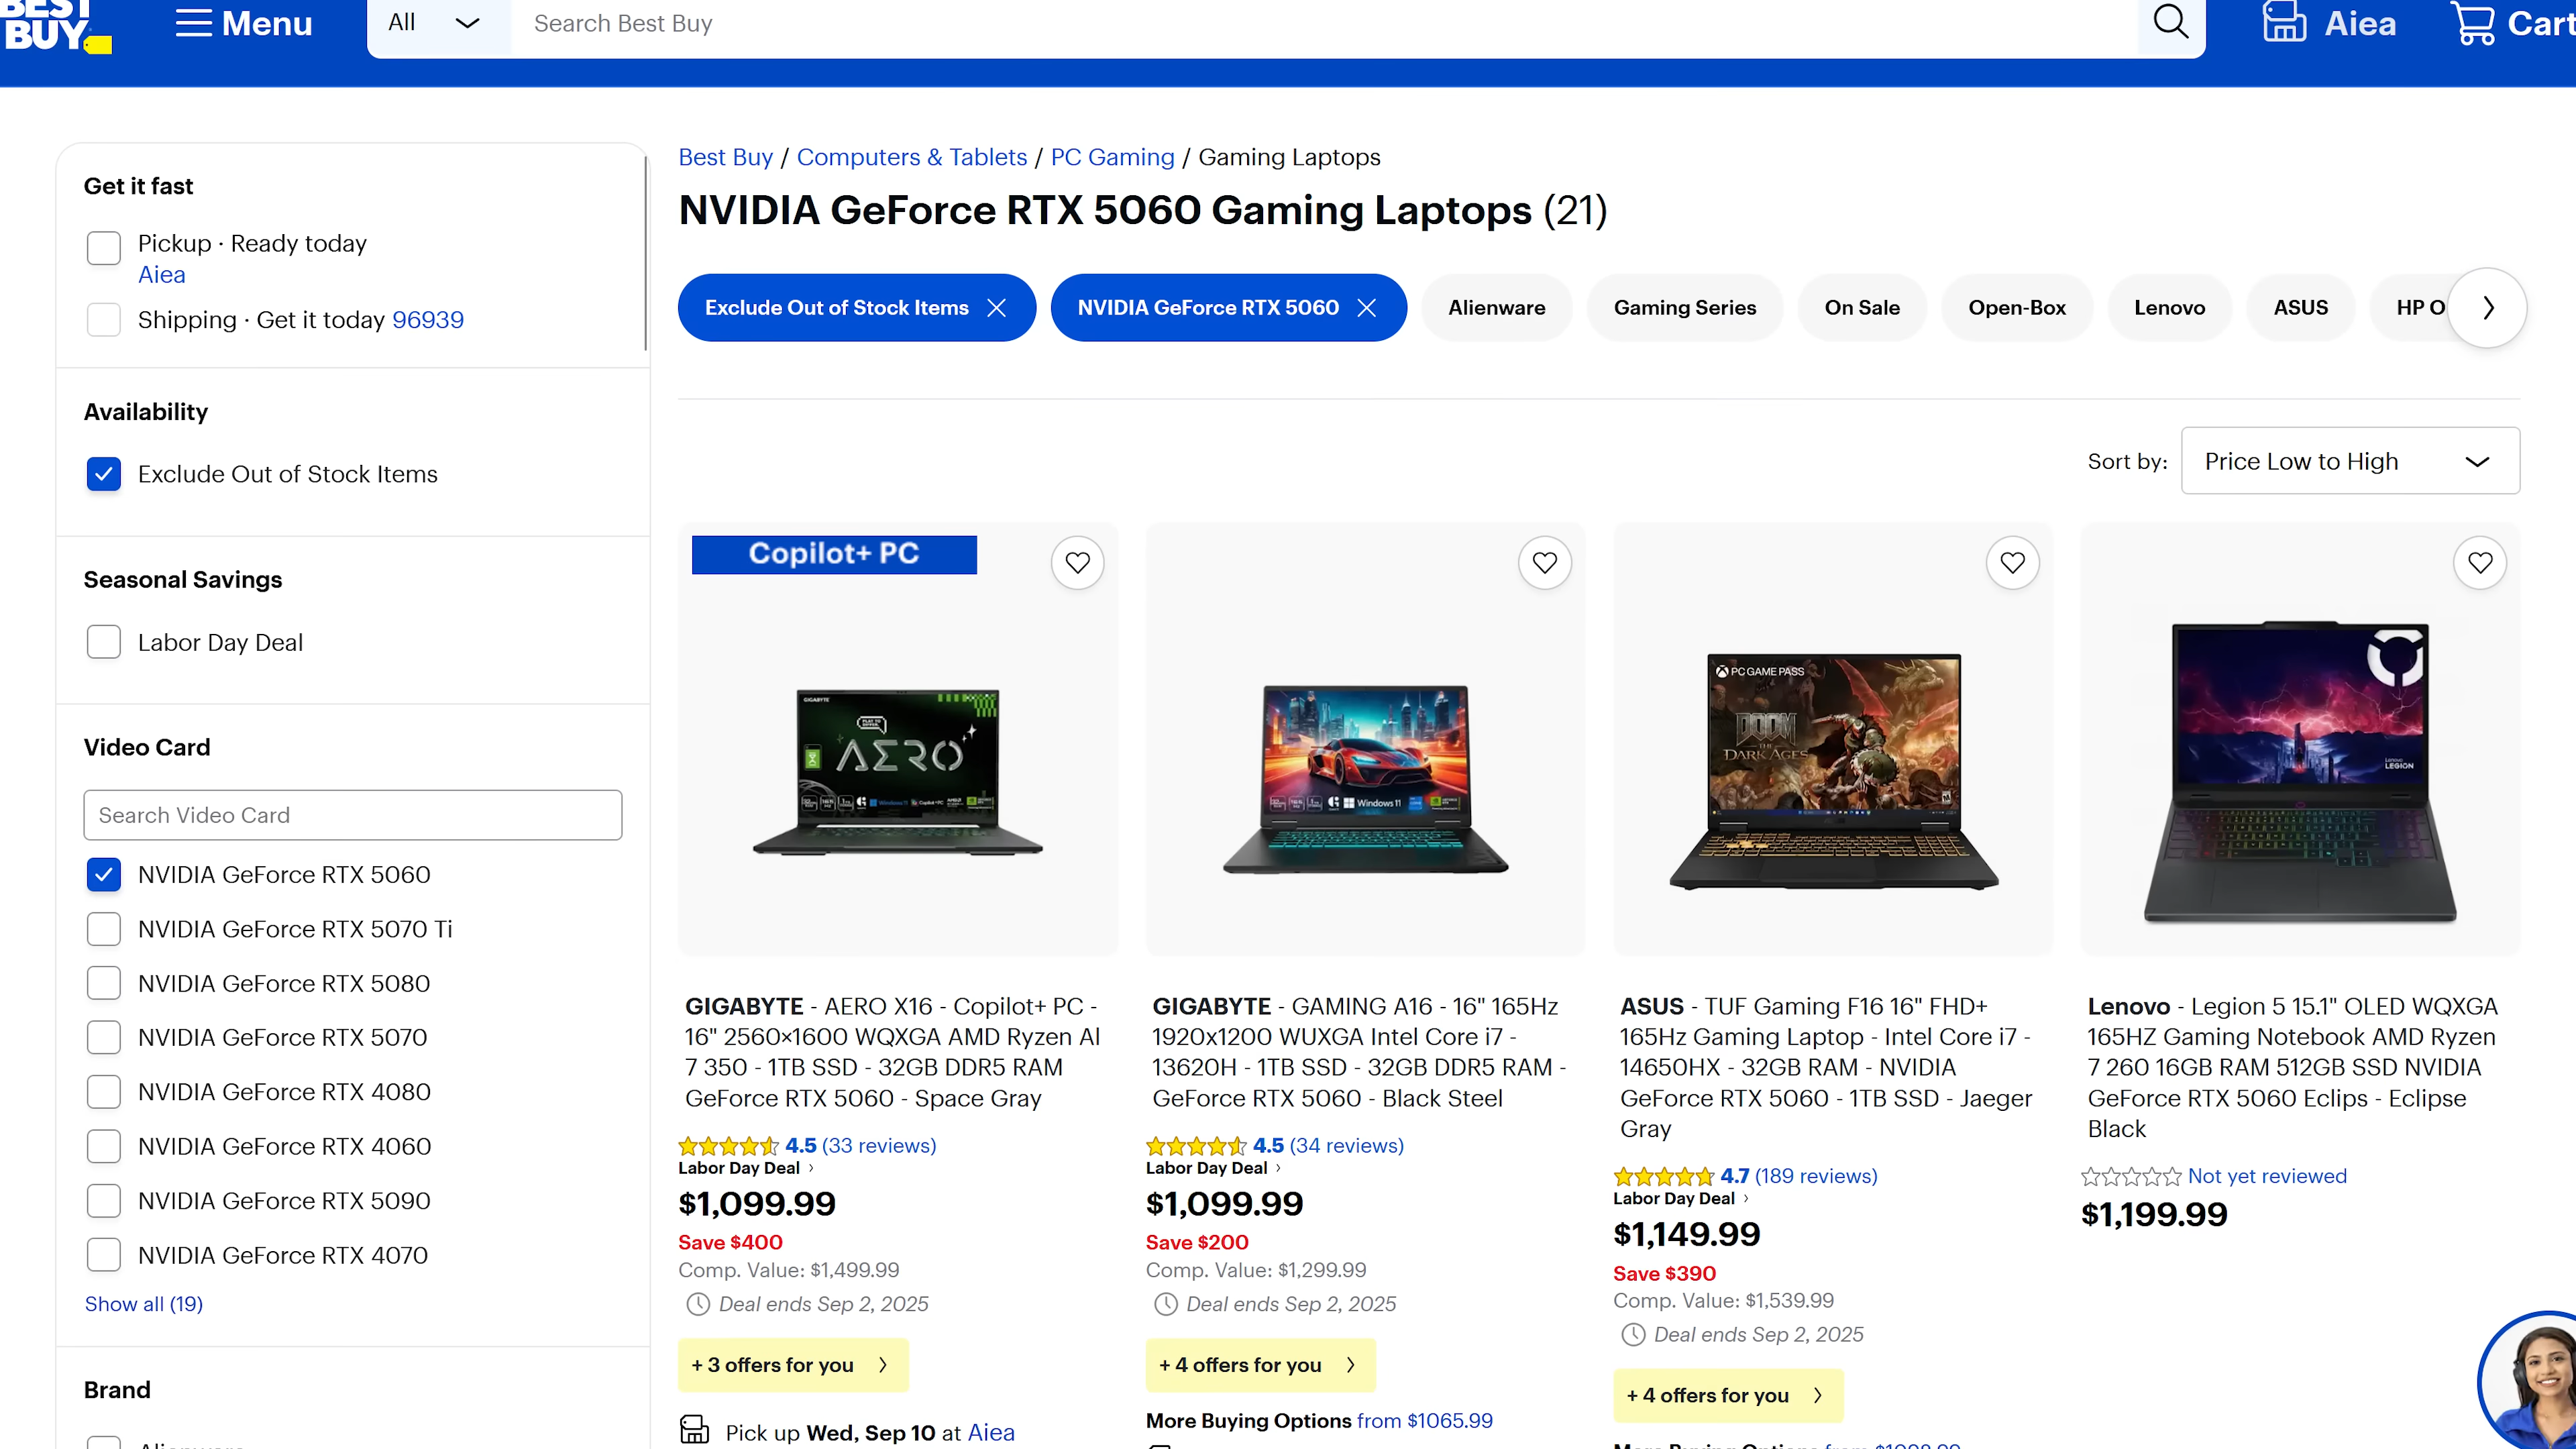 BEST
BUY
Menu
All
Search Best Buy
Aiea
Cart
Get it fast
Pickup · Ready today
Aiea
Shipping · Get it today 96939
Availability
Exclude Out of Stock Items
Seasonal Savings
Labor Day Deal
Video Card
Search Video Card
NVIDIA GeForce RTX 5060
NVIDIA GeForce RTX 5070 Ti
NVIDIA GeForce RTX 5080
NVIDIA GeForce RTX 5070
NVIDIA GeForce RTX 4080
NVIDIA GeForce RTX 4060
NVIDIA GeForce RTX 5090
NVIDIA GeForce RTX 4070
Show all (19)
Brand
Best Buy / Computers & Tablets / PC Gaming / Gaming Laptops
NVIDIA GeForce RTX 5060 Gaming Laptops (21)
Exclude Out of Stock Items
NVIDIA GeForce RTX 5060
Alienware
Gaming Series
On Sale
Open-Box
Lenovo
ASUS
HP O
Sort by: Price Low to High
Copilot+ PC
GIGABYTE
AERO
GIGABYTE - AERO X16 - Copilot+ PC -
16" 2560×1600 WQXGA AMD Ryzen AI
7 350 - 1TB SSD - 32GB DDR5 RAM
GeForce RTX 5060 - Space Gray
4.5 (33 reviews)
Labor Day Deal
$1,099.99
Save $400
Comp. Value: $1,499.99
Deal ends Sep 2, 2025
+ 3 offers for you
Pick up Wed, Sep 10 at Aiea
Windows 11
GIGABYTE - GAMING A16 - 16" 165Hz
1920x1200 WUXGA Intel Core i7 -
13620H - 1TB SSD - 32GB DDR5 RAM -
GeForce RTX 5060 - Black Steel
4.5 (34 reviews)
Labor Day Deal
$1,099.99
Save $200
Comp. Value: $1,299.99
Deal ends Sep 2, 2025
+ 4 offers for you
More Buying Options from $1065.99
PC GAME PASS
DOOM
THE
DARK AGES
ASUS - TUF Gaming F16 16" FHD+
165Hz Gaming Laptop - Intel Core i7 -
14650HX - 32GB RAM - NVIDIA
GeForce RTX 5060 - 1TB SSD - Jaeger
Gray
4.7 (189 reviews)
Labor Day Deal
$1,149.99
Save $390
Comp. Value: $1,539.99
Deal ends Sep 2, 2025
+ 4 offers for you
Lenovo
LEGION
Lenovo - Legion 5 15.1" OLED WQXGA
165HZ Gaming Notebook AMD Ryzen
7 260 16GB RAM 512GB SSD NVIDIA
GeForce RTX 5060 Eclips - Eclipse
Black
Not yet reviewed
$1,199.99